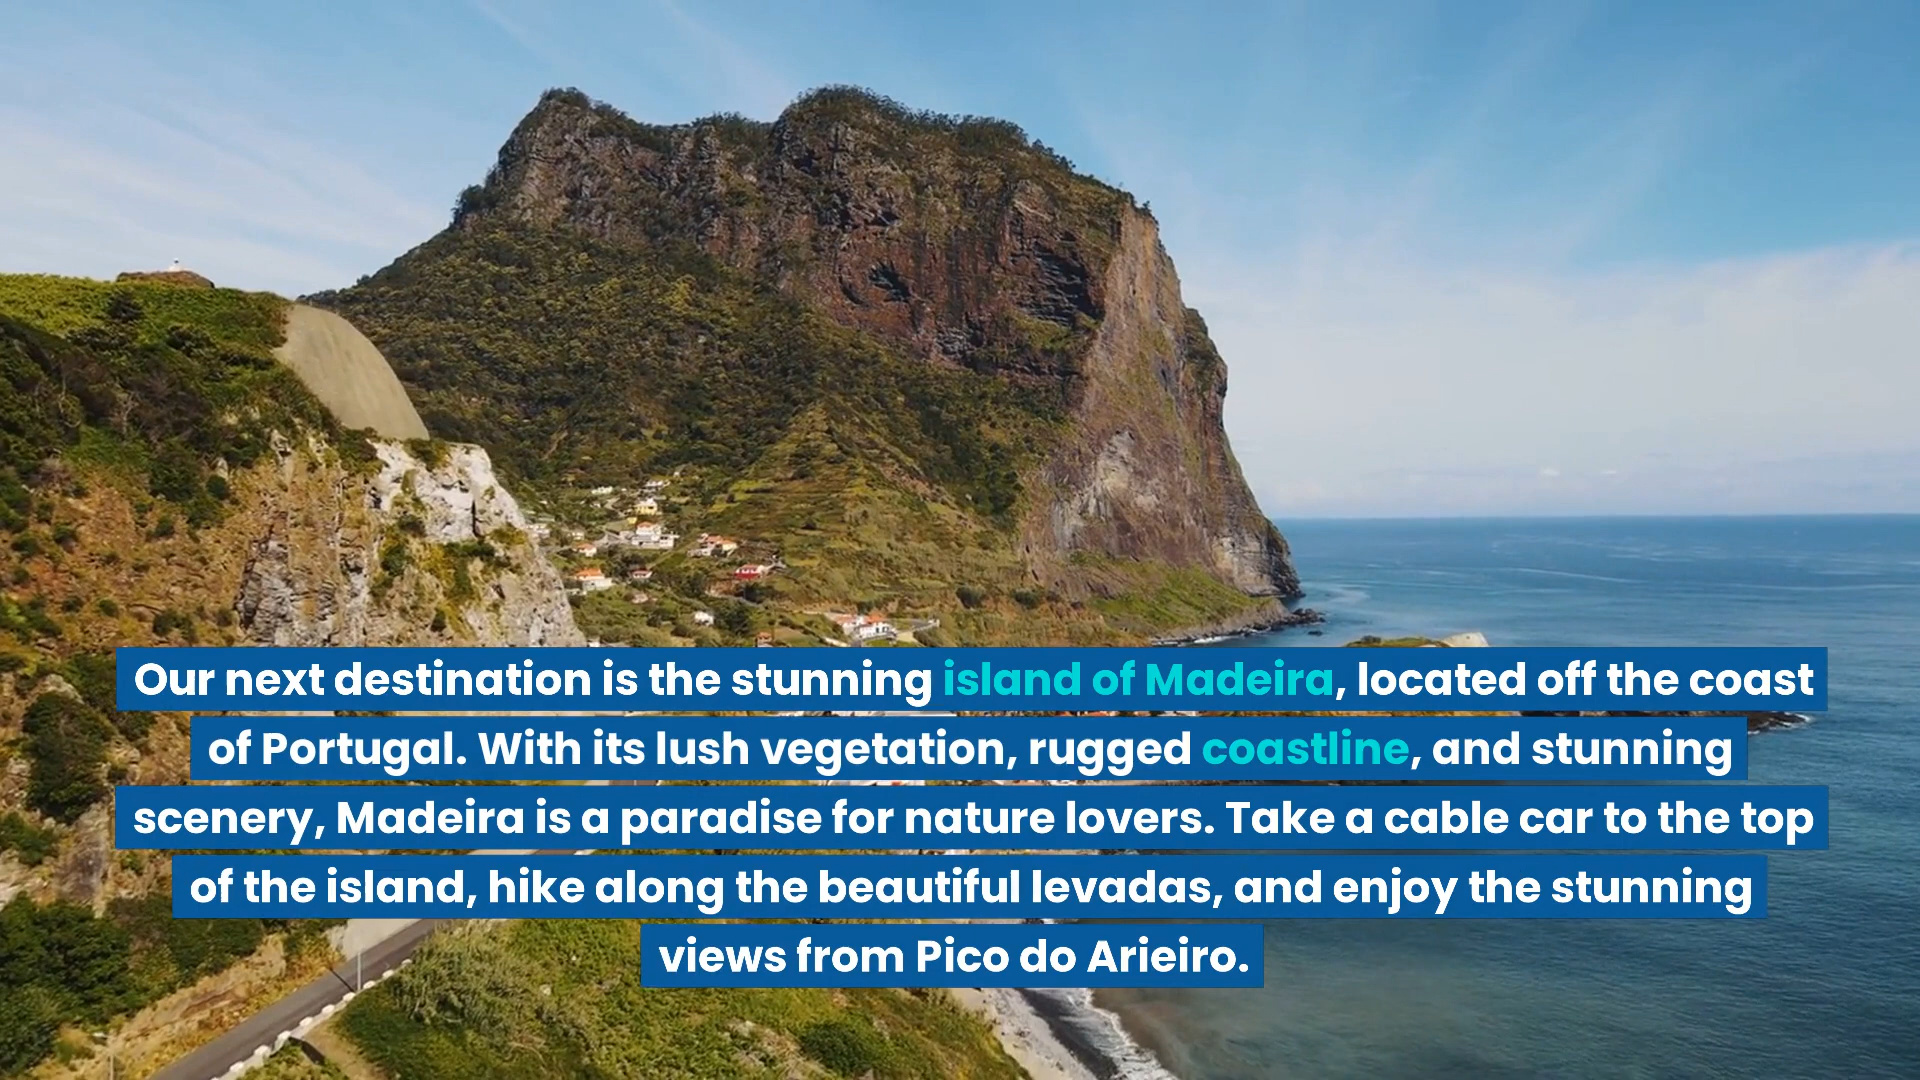 Our next destination is the stunning island of Madeira, located off the coast
of Portugal. With its lush vegetation, rugged coastline, and stunning
scenery, Madeira is a paradise for nature lovers. Take a cable car to the top
of the island, hike along the beautiful levadas, and enjoy the stunning
views from Pico do Arieiro.